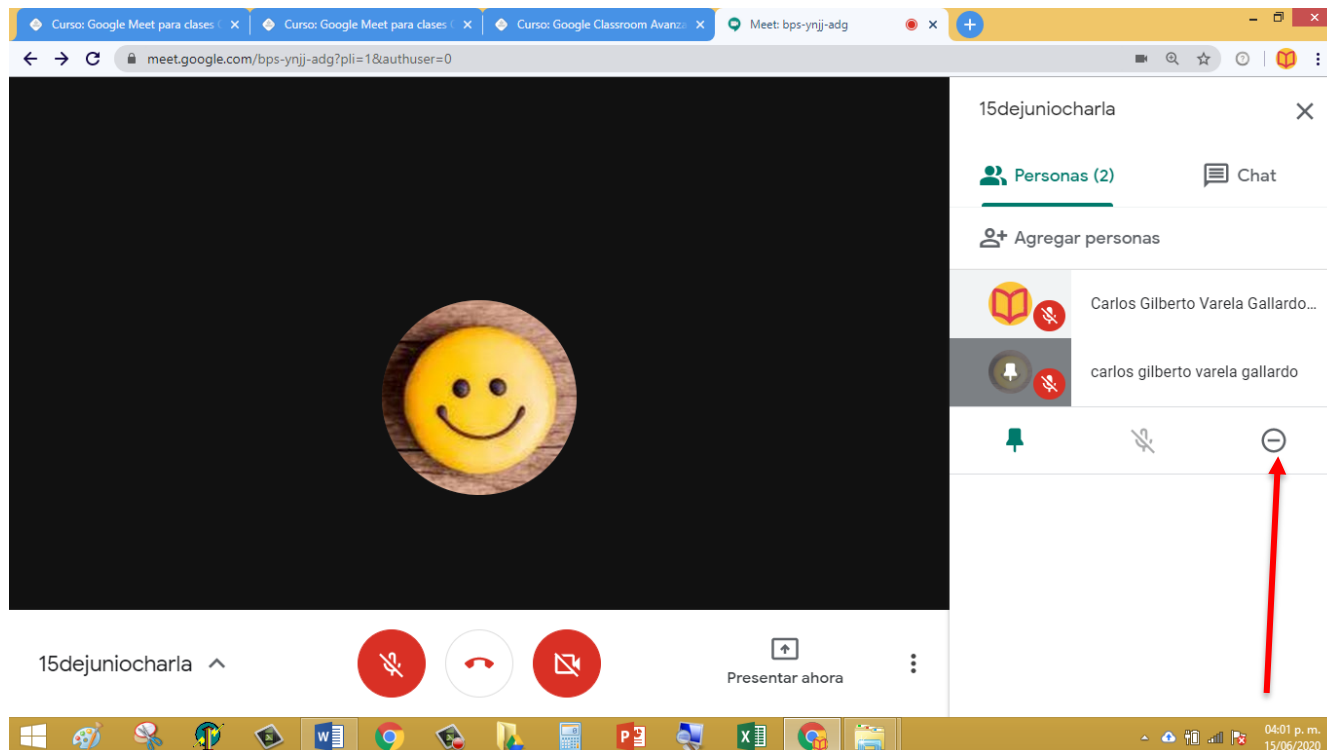 Curso: Google Meet para clases
Curso: Google Meet para clases
Curso: Google Classroom Avanza
Meet: bps-ynjj-adg
meet.google.com/bps-ynjj-adg?pli=1&authuser=0
15dejuniocharla
Personas (2)
Chat
Agregar personas
Carlos Gilberto Varela Gallardo...
carlos gilberto varela gallardo
15dejuniocharla
Presentar ahora
04:01 p. m.
15/06/2020